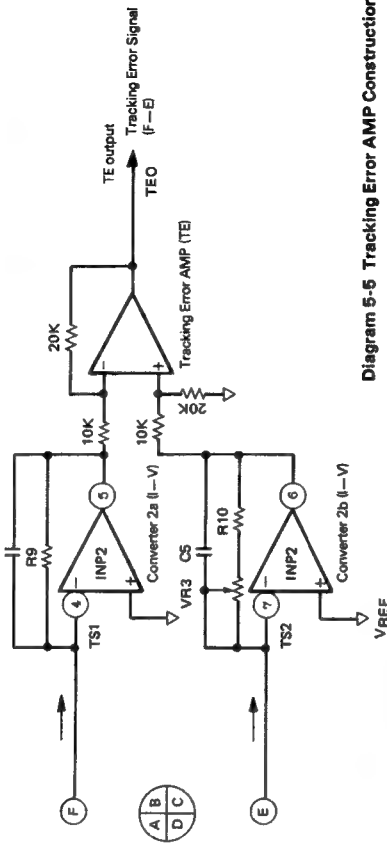 TE output
Tracking Error Signal
(F—E)
TEO
20K
Tracking Error AMP (TE)
10K
10K
20K
R9
INP2
4
5
TS1
Converter 2a (I—V)
VR3
C5
R10
INP2
7
6
TS2
Converter 2b (I—V)
VREF
F
A B
D C
E
Diagram 5-5 Tracking Error AMP Construction